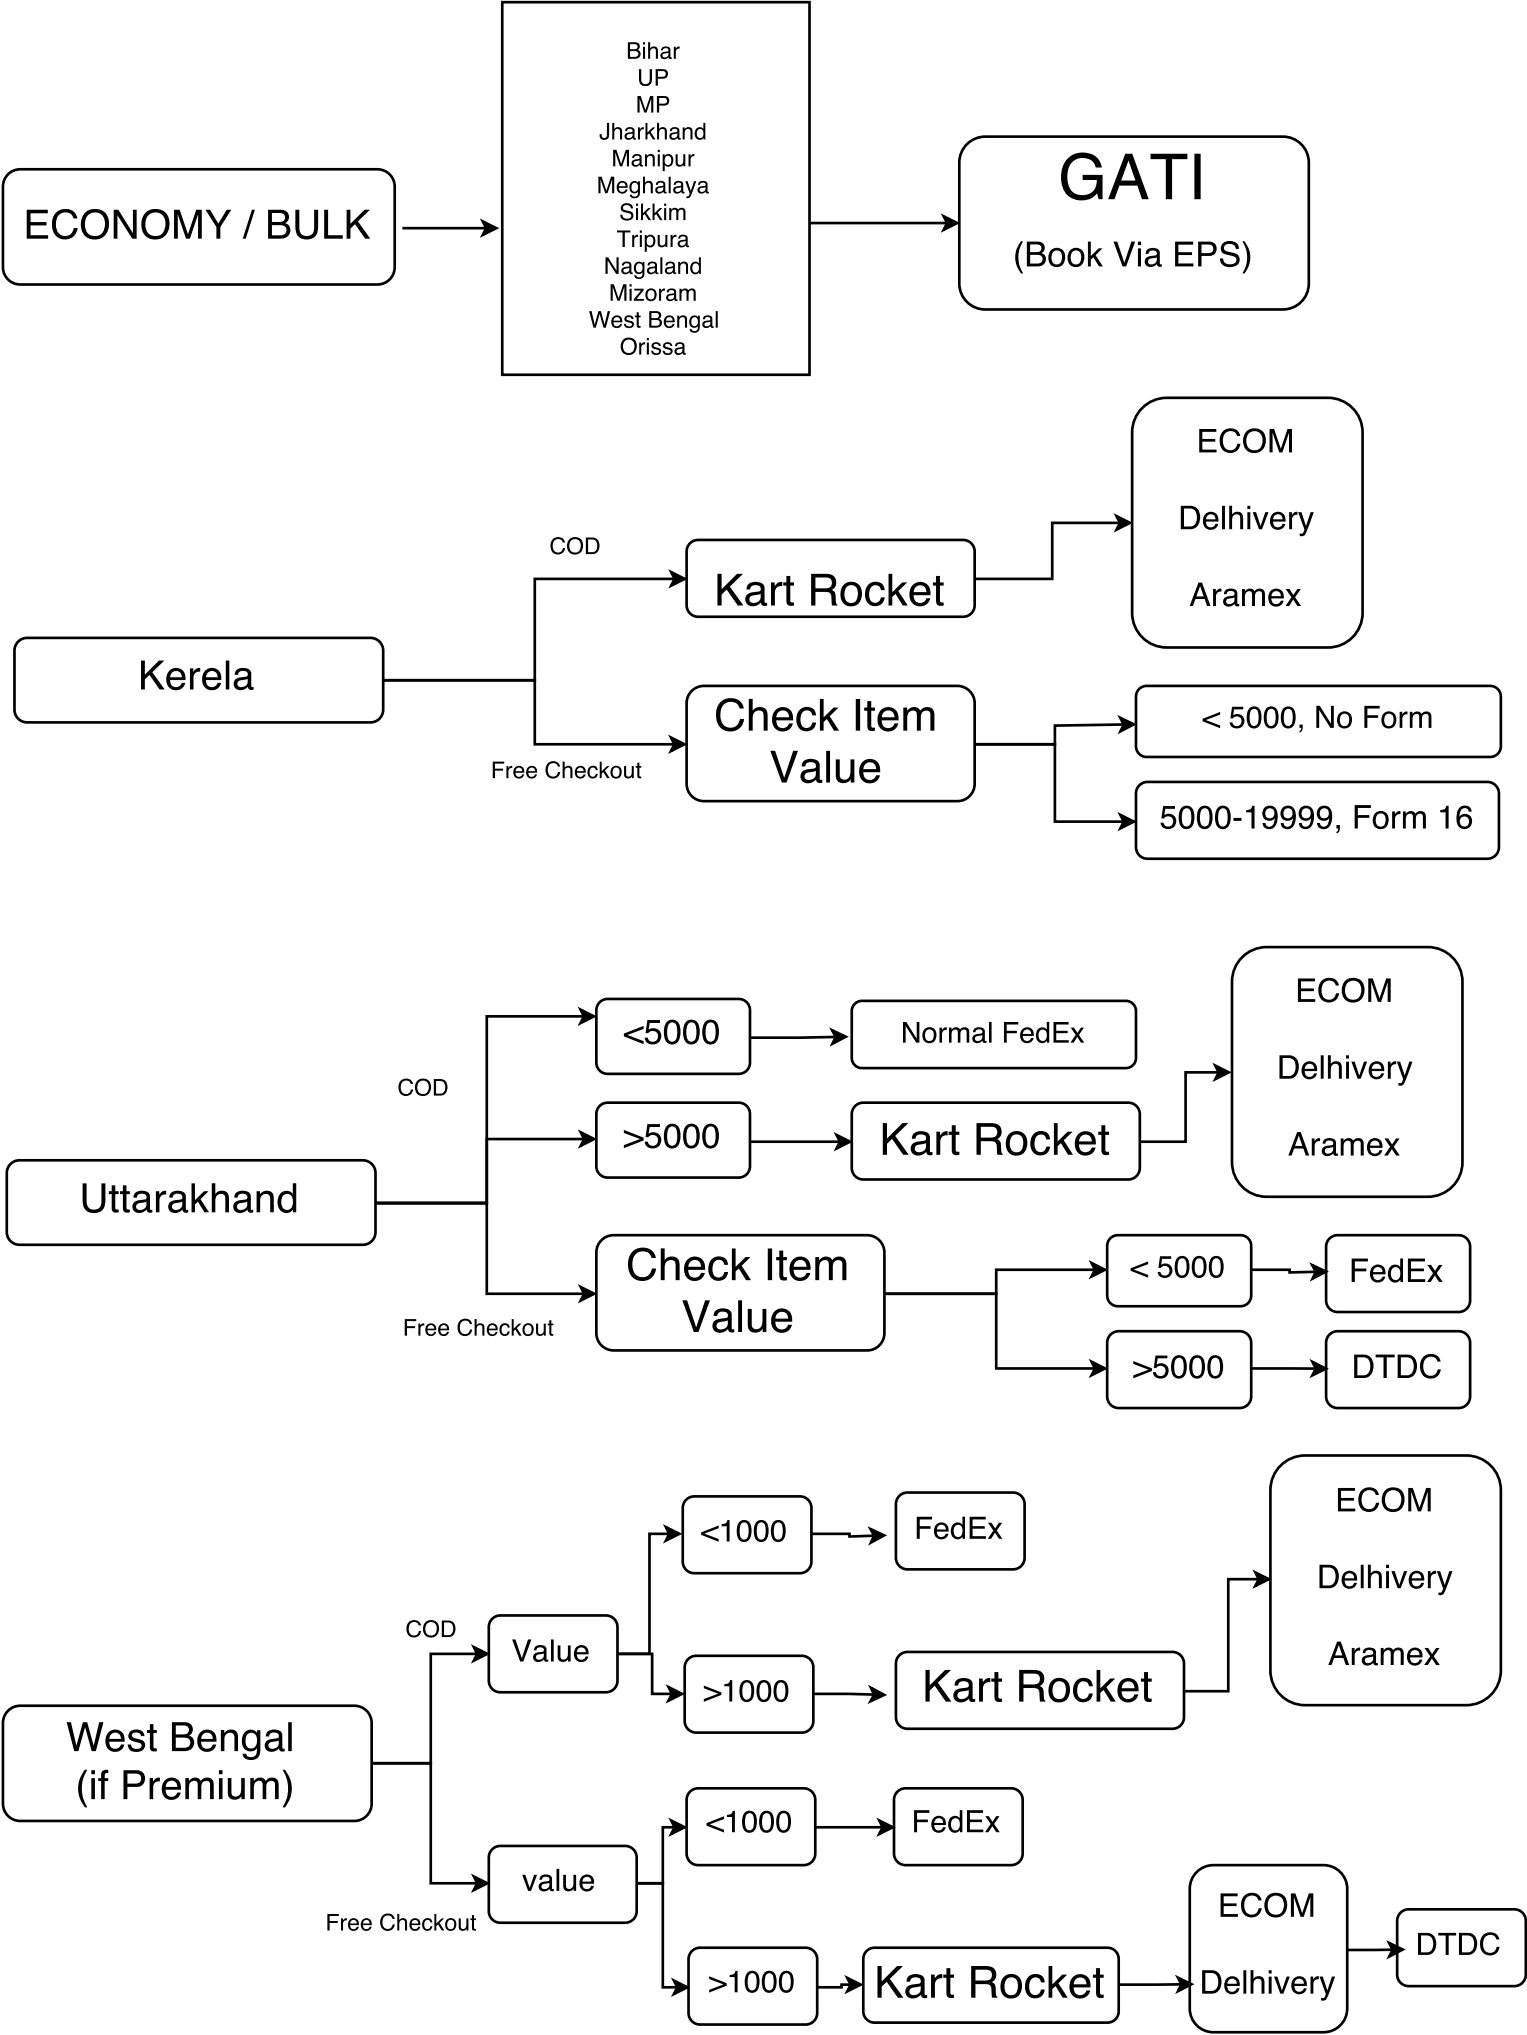 Bihar
UP
MP
Jharkhand
Manipur
Meghalaya
Sikkim
Tripura
Nagaland
Mizoram
West Bengal
Orissa
ECONOMY / BULK
GATI
(Book Via EPS)
ECOM
Delhivery
Aramex
COD
Kart Rocket
Kerela
Check Item
Value
Free Checkout
< 5000, No Form
5000-19999, Form 16
ECOM
Delhivery
Aramex
<5000
Normal FedEx
COD
>5000
Kart Rocket
Uttarakhand
Check Item
Value
Free Checkout
< 5000
FedEx
>5000
DTDC
ECOM
Delhivery
Aramex
<1000
FedEx
COD
Value
>1000
Kart Rocket
West Bengal
(if Premium)
<1000
FedEx
value
Free Checkout
>1000
Kart Rocket
ECOM
Delhivery
DTDC